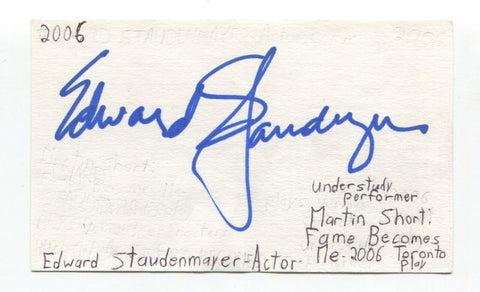 2006
Edward Staudenmayer
understudy
performer
Martin Short:
Fame Becomes
Me-2006 Toronto
Play
Edward Staudenmayer-Actor-